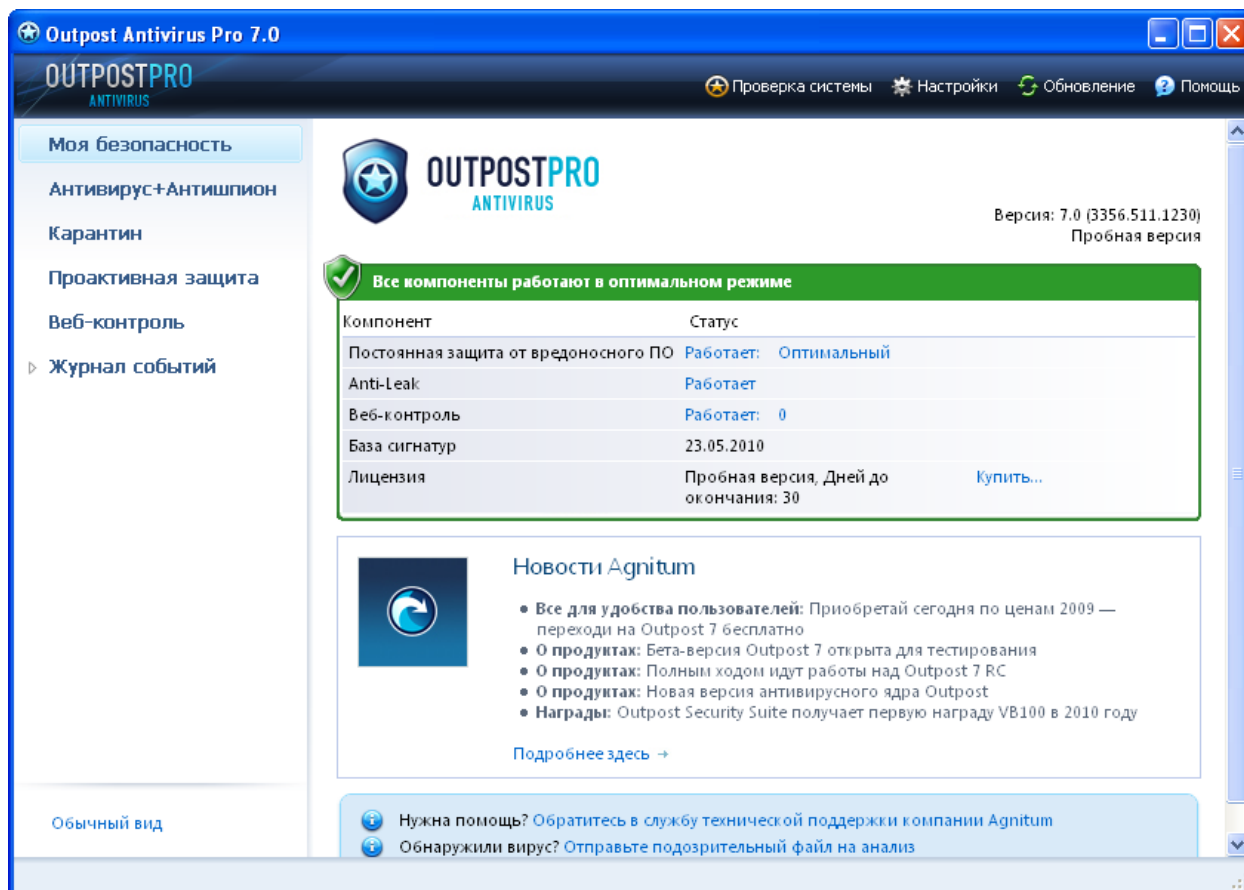 Outpost Antivirus Pro 7.0
OUTPOSTPRO
ANTIVIRUS
Проверка системы Настройки Обновление Помощь
Моя безопасность
Антивирус+Антишпион
Карантин
Проактивная защита
Веб-контроль
Журнал событий
Обычный вид
OUTPOSTPRO
ANTIVIRUS
Версия: 7.0 (3356.511.1230)
Пробная версия
Все компоненты работают в оптимальном режиме
Компонент Статус
Постоянная защита от вредоносного ПО Работает: Оптимальный
Anti-Leak Работает
Веб-контроль Работает: 0
База сигнатур 23.05.2010
Лицензия Пробная версия, Дней до Купить...
окончания: 30
Новости Agnitum
• Все для удобства пользователей: Приобретай сегодня по ценам 2009 —
переходи на Outpost 7 бесплатно
• О продуктах: Бета-версия Outpost 7 открыта для тестирования
• О продуктах: Полным ходом идут работы над Outpost 7 RC
• О продуктах: Новая версия антивирусного ядра Outpost
• Награды: Outpost Security Suite получает первую награду VB100 в 2010 году
Подробнее здесь →
Нужна помощь? Обратитесь в службу технической поддержки компании Agnitum
Обнаружили вирус? Отправьте подозрительный файл на анализ